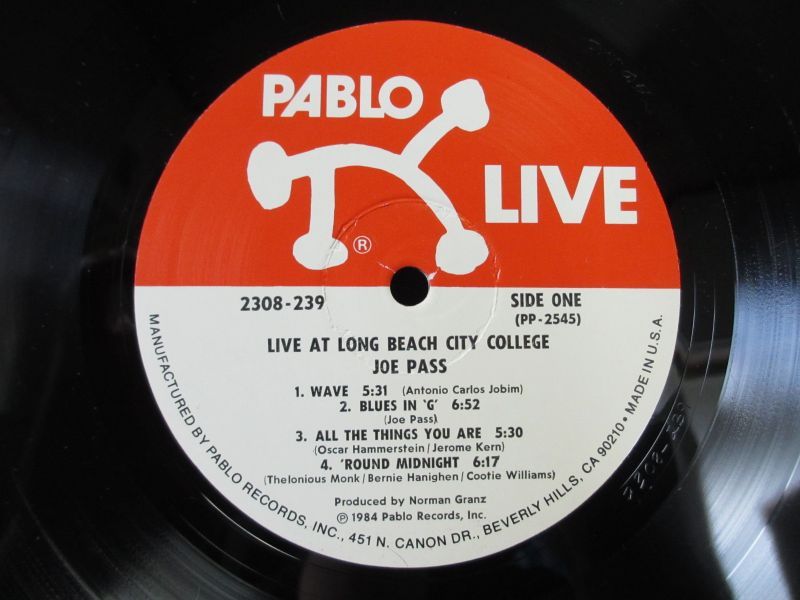 PABLO
LIVE
®
2308-239
SIDE ONE
(PP-2545)
LIVE AT LONG BEACH CITY COLLEGE
JOE PASS
1. WAVE 5:31 (Antonio Carlos Jobim)
2. BLUES IN 'G' 6:52
(Joe Pass)
3. ALL THE THINGS YOU ARE 5:30
(Oscar Hammerstein/Jerome Kern)
4. 'ROUND MIDNIGHT 6:17
(Thelonious Monk/Bernie Hanighen/Cootie Williams)
Produced by Norman Granz
℗ 1984 Pablo Records, Inc.
MANUFACTURED BY PABLO RECORDS, INC., 451 N. CANON DR., BEVERLY HILLS, CA 90210 • MADE IN U.S.A.